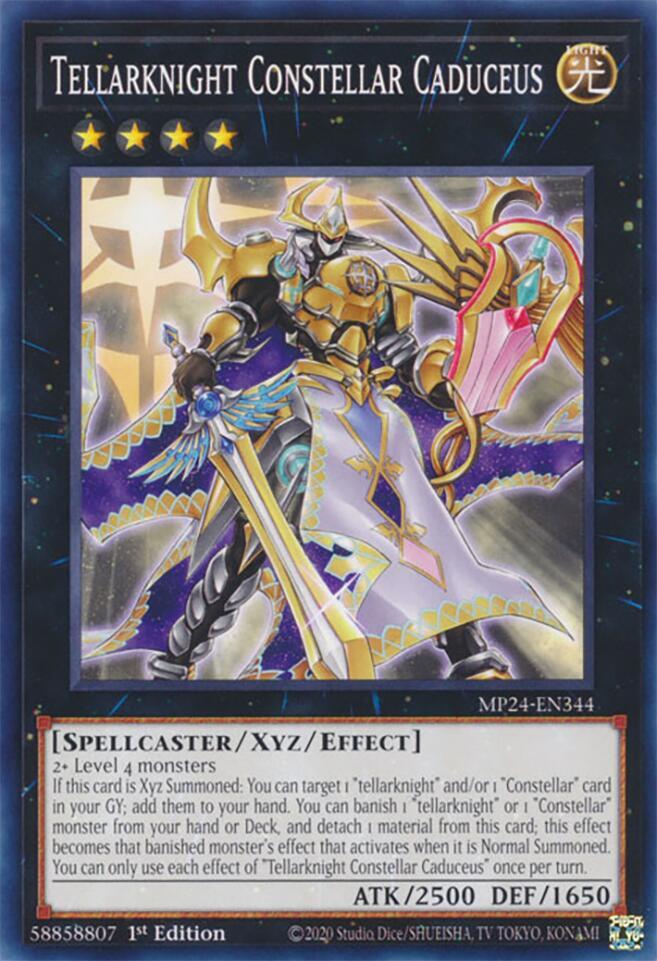 TELLARKNIGHT CONSTELLAR CADUCEUS
LIGHT
光
MP24-EN344
[SPELLCASTER/XYZ/EFFECT]
2+ Level 4 monsters
If this card is Xyz Summoned: You can target 1 "tellarknight" and/or 1 "Constellar" card
in your GY; add them to your hand. You can banish 1 "tellarknight" or 1 "Constellar"
monster from your hand or Deck, and detach 1 material from this card; this effect
becomes that banished monster's effect that activates when it is Normal Summoned.
You can only use each effect of "Tellarknight Constellar Caduceus" once per turn.
ATK/2500 DEF/1650
58858807 1st Edition ©2020 Studio Dice/SHUEISHA, TV TOKYO, KONAMI